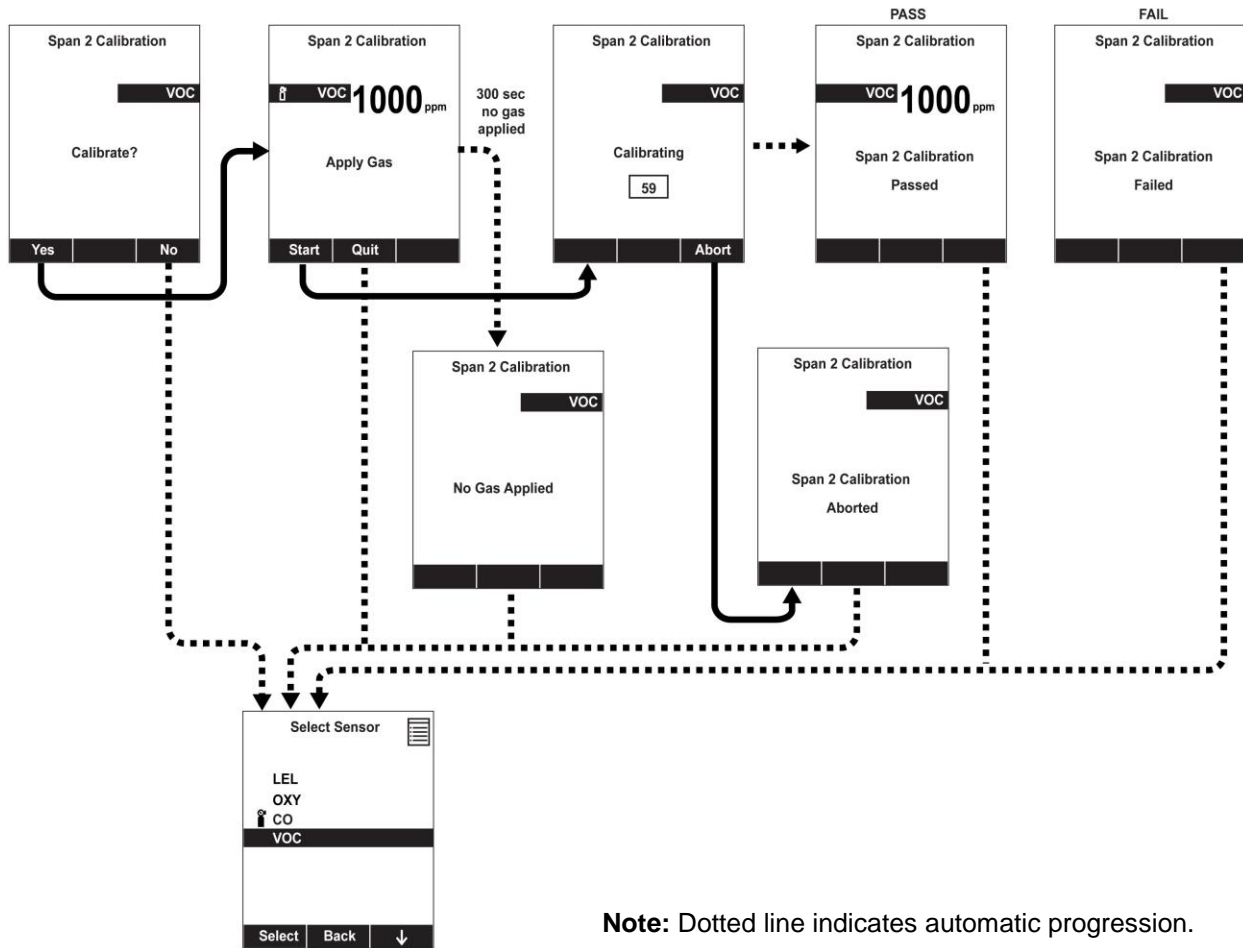 Span 2 Calibration
VOC
Calibrate?
Yes No
Span 2 Calibration
VOC 1000 ppm
Apply Gas
Start Quit
300 sec
no gas
applied
Span 2 Calibration
VOC
Calibrating
59
Abort
PASS
Span 2 Calibration
VOC 1000 ppm
Span 2 Calibration
Passed
FAIL
Span 2 Calibration
VOC
Span 2 Calibration
Failed
Span 2 Calibration
VOC
No Gas Applied
Span 2 Calibration
VOC
Span 2 Calibration
Aborted
Select Sensor
LEL
OXY
CO
VOC
Select Back ↓
Note: Dotted line indicates automatic progression.